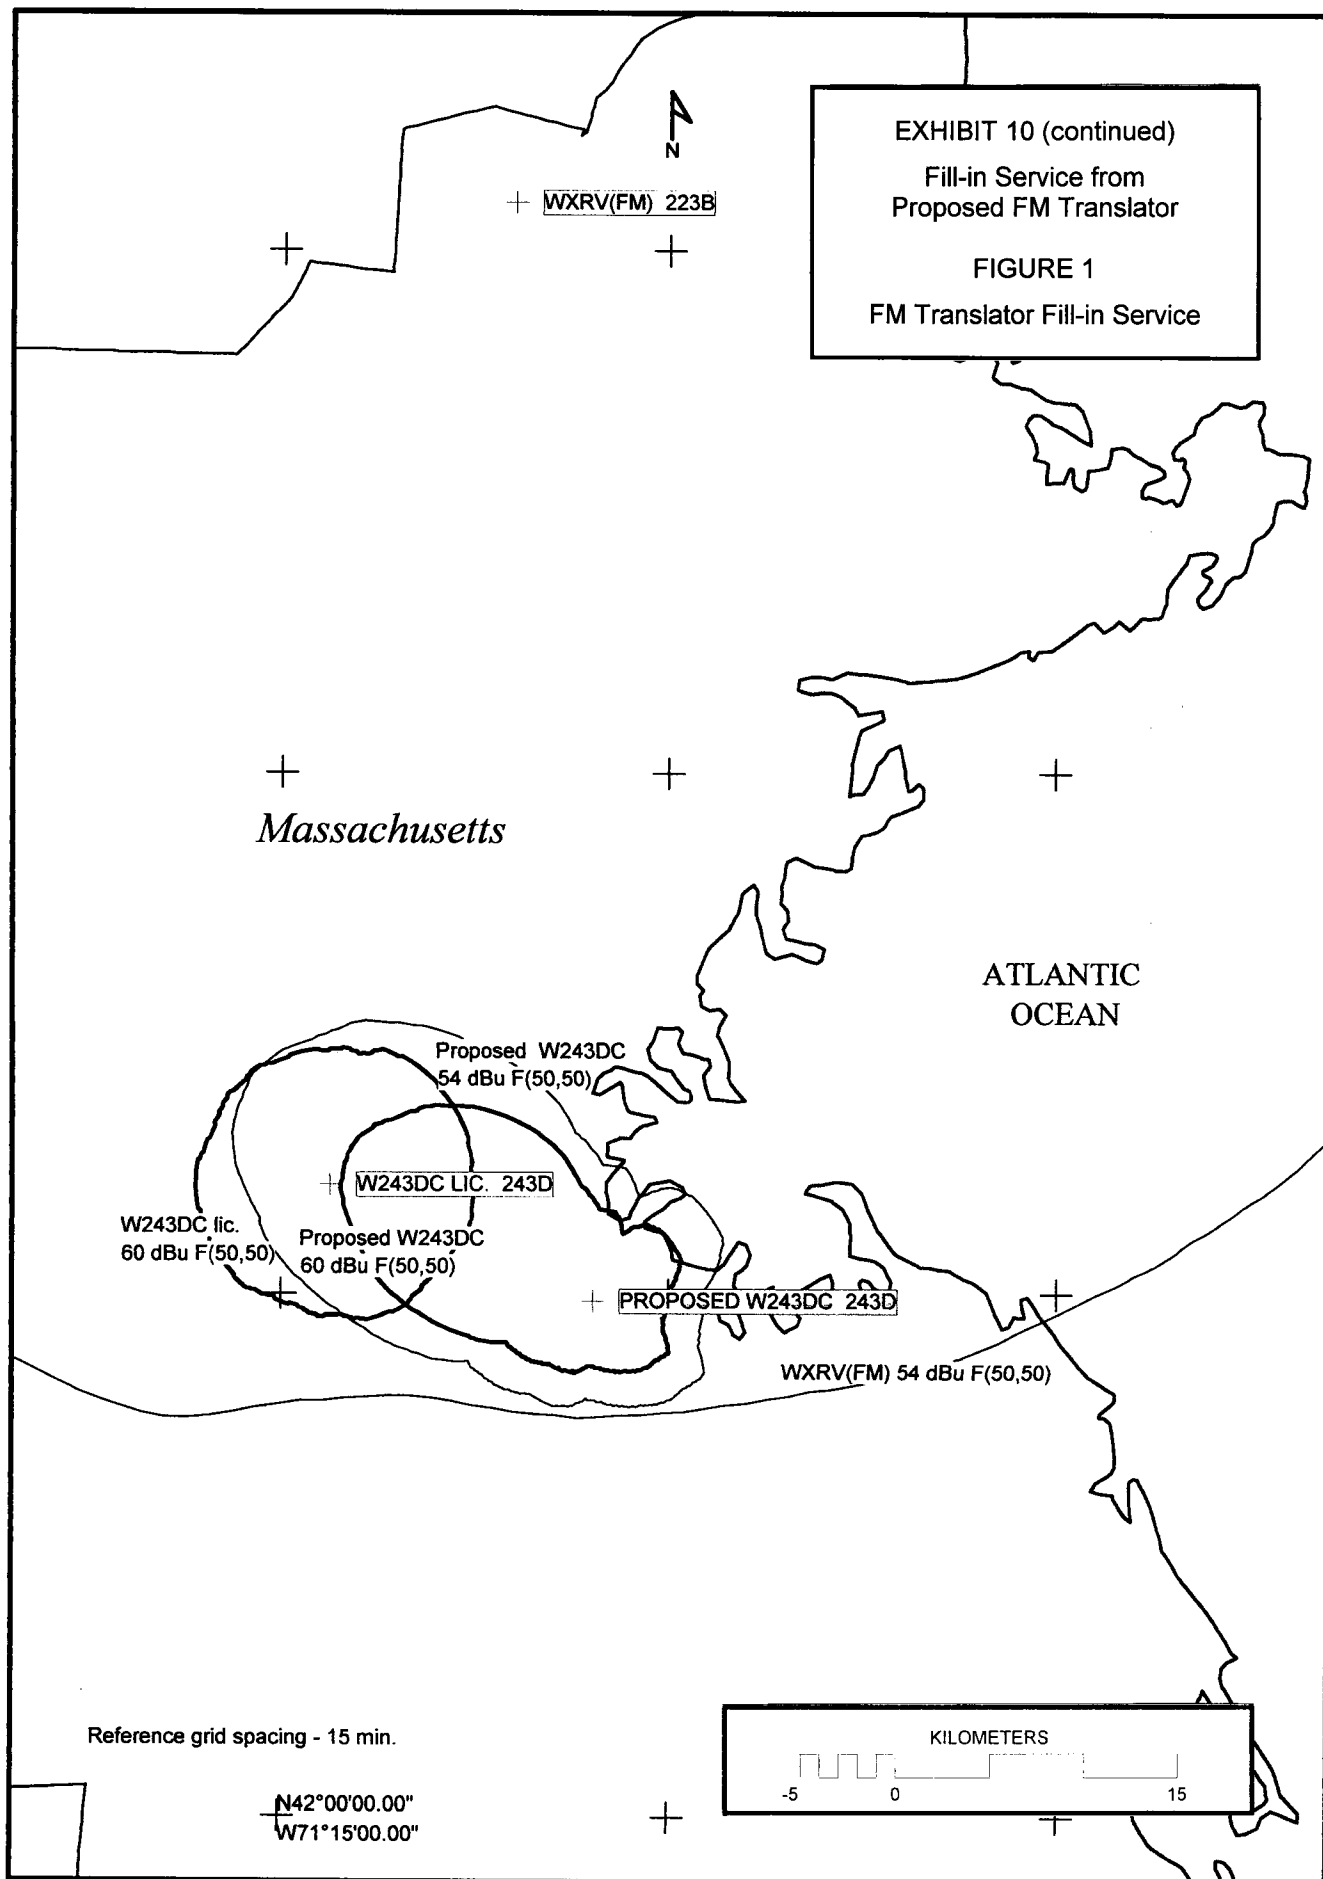 EXHIBIT 10 (continued)
Fill-in Service from
Proposed FM Translator
FIGURE 1
FM Translator Fill-in Service
N
WXRV(FM) 223B
Massachusetts
ATLANTIC
OCEAN
Proposed W243DC
54 dBu F(50,50)
W243DC LIC. 243D
W243DC lic.
60 dBu F(50,50)
Proposed W243DC
60 dBu F(50,50)
PROPOSED W243DC 243D
WXRV(FM) 54 dBu F(50,50)
Reference grid spacing - 15 min.
KILOMETERS
-5 0 15
N42°00'00.00"
W71°15'00.00"